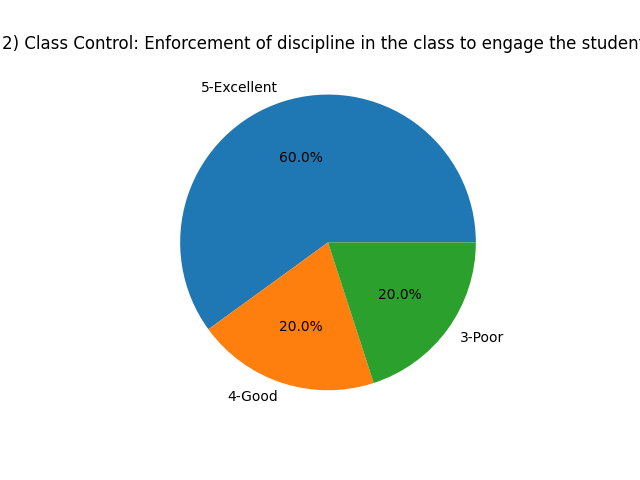 2) Class Control: Enforcement of discipline in the class to engage the studen
5-Excellent
60.0%
20.0%
20.0%
3-Poor
4-Good